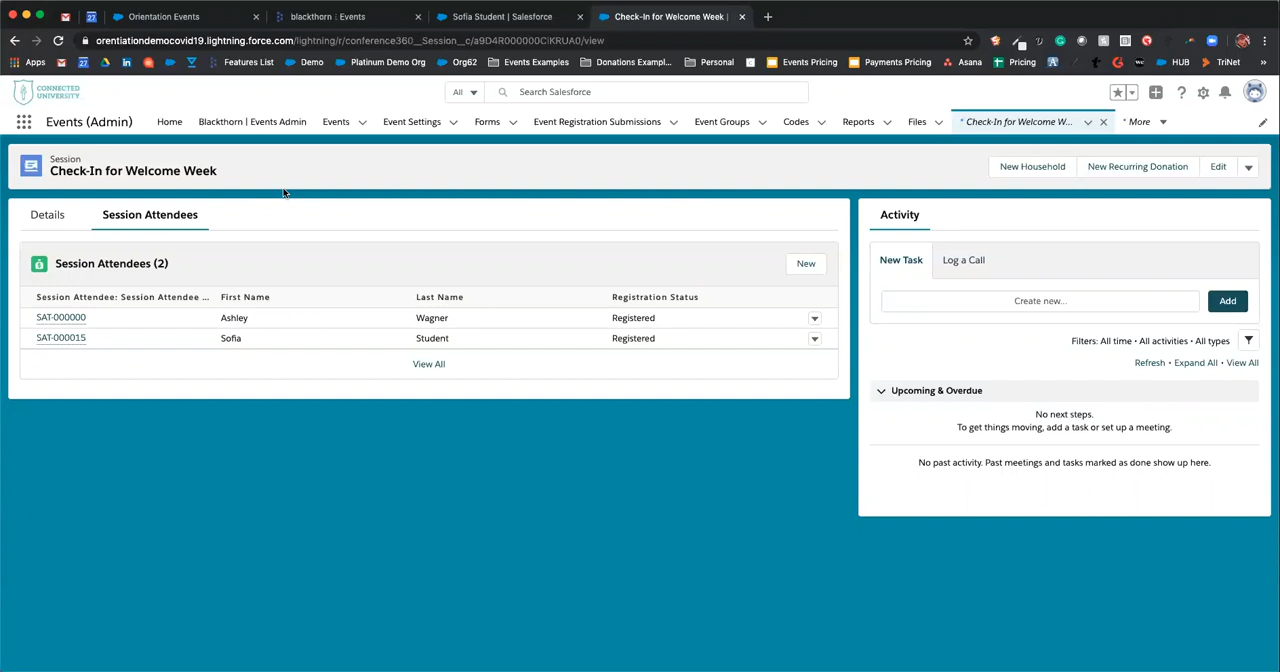 Orientation Events
blackthorn | Events
Sofia Student | Salesforce
Check-In for Welcome Week |
orentiationdemocovid19.lightning.force.com/lightning/r/conference360__Session__c/a9D4R000000CiKRUA0/view
Apps
Features List
Demo
Platinum Demo Org
Org62
Events Examples
Donations Exampl...
Personal
Events Pricing
Payments Pricing
Asana
Pricing
HUB
TriNet
CONNECTED
UNIVERSITY
All
Search Salesforce
Events (Admin)
Home
Blackthorn | Events Admin
Events
Event Settings
Forms
Event Registration Submissions
Event Groups
Codes
Reports
Files
* Check-In for Welcome W...
* More
Session
Check-In for Welcome Week
New Household
New Recurring Donation
Edit
Details
Session Attendees
Session Attendees (2)
New
Session Attendee: Session Attendee ...
First Name
Last Name
Registration Status
SAT-000000
Ashley
Wagner
Registered
SAT-000015
Sofia
Student
Registered
View All
Activity
New Task
Log a Call
Create new...
Add
Filters: All time • All activities • All types
Refresh • Expand All • View All
Upcoming & Overdue
No next steps.
To get things moving, add a task or set up a meeting.
No past activity. Past meetings and tasks marked as done show up here.